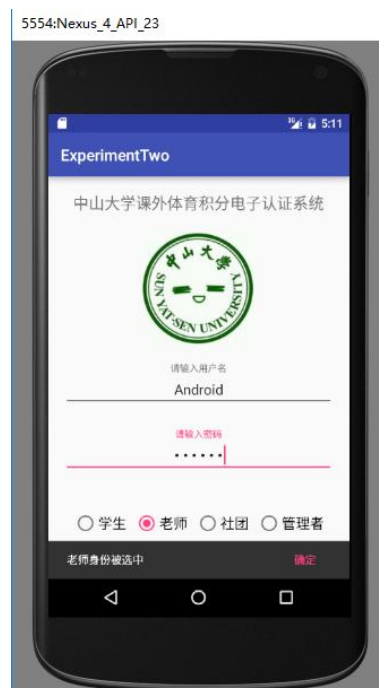 5554:Nexus_4_API_23
3G 5:11
ExperimentTwo
中山大学课外体育积分电子认证系统
中山大學
SUN YAT-SEN UNIVERSITY
请输入用户名
Android
请输入密码
••••••
学生 老师 社团 管理者
老师身份被选中 确定